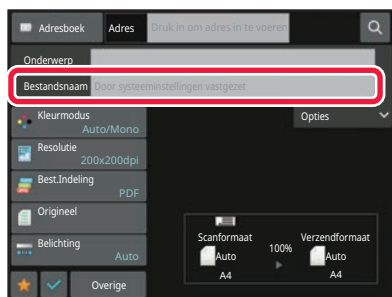 Adresboek
Adres
Druk in om adres in te voeren
Onderwerp
Bestandsnaam
Door systeeminstellingen vastgezet
Kleurmodus
Auto/Mono
Opties
Resolutie
200x200dpi
Best.Indeling
PDF
Origineel
Belichting
Auto
Scanformaat
100%
Verzendformaat
Auto
Auto
A4
A4
Overige